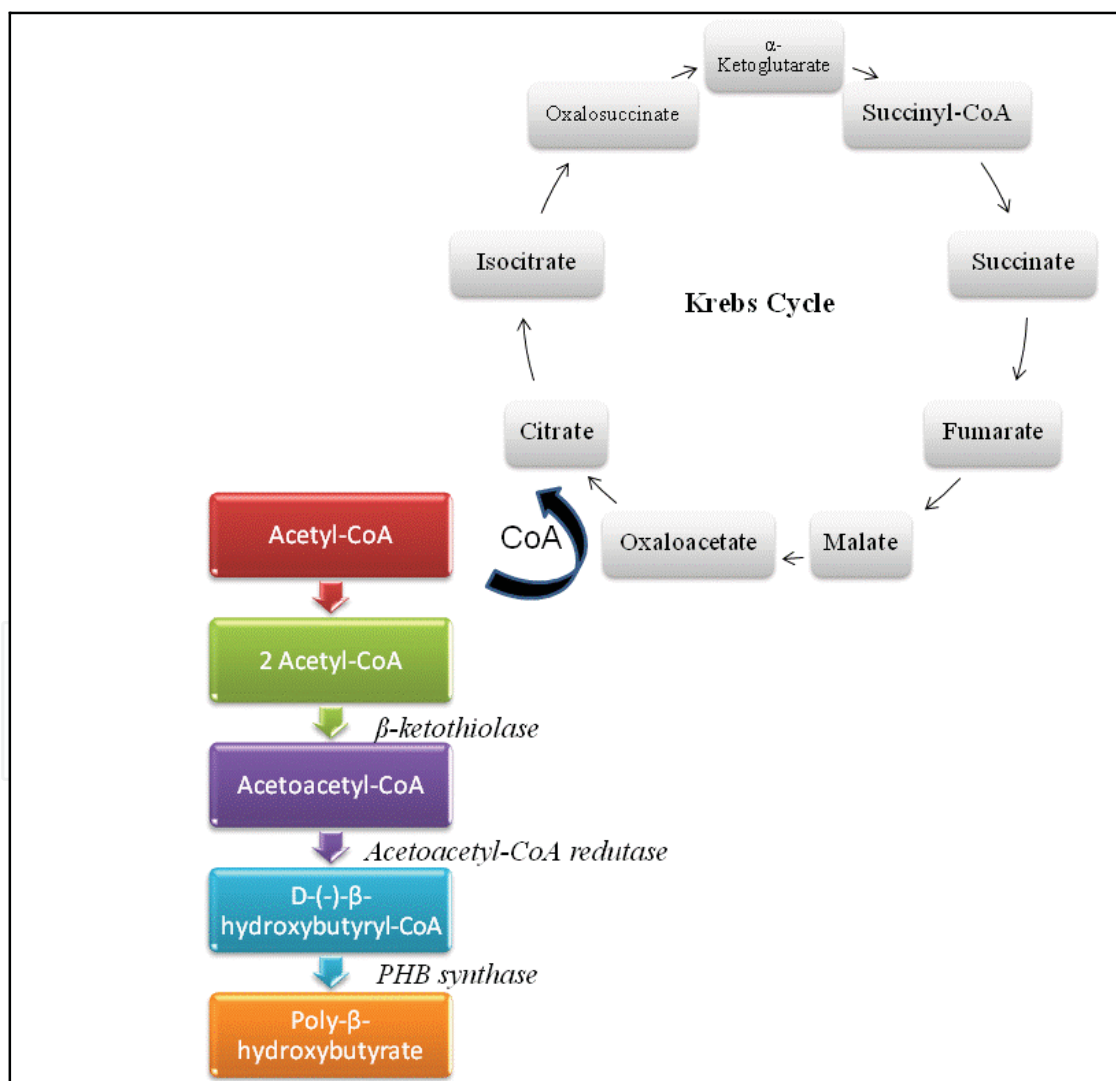 α-
Ketoglutarate
Oxalosuccinate
Succinyl-CoA
Isocitrate
Succinate
Krebs Cycle
Citrate
Fumarate
Acetyl-CoA
CoA
Oxaloacetate
Malate
2 Acetyl-CoA
β-ketothiolase
Acetoacetyl-CoA
Acetoacetyl-CoA redutase
D-(-)-β-
hydroxybutyryl-CoA
PHB synthase
Poly-β-
hydroxybutyrate